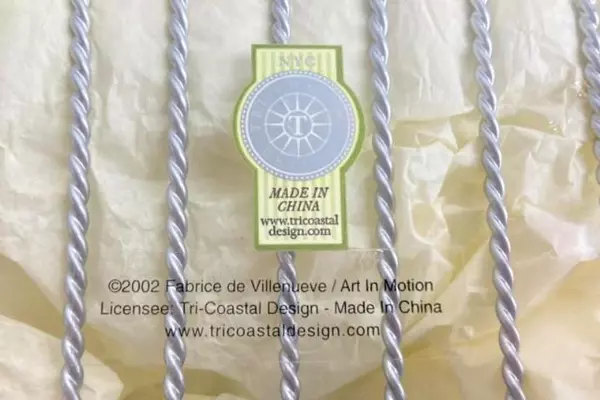 NYC
T
MADE IN
CHINA
www.tricoastal
design.com
©2002 Fabrice de Villenueve / Art In Motion
Licensee: Tri-Coastal Design - Made In China
www.tricoastaldesign.com